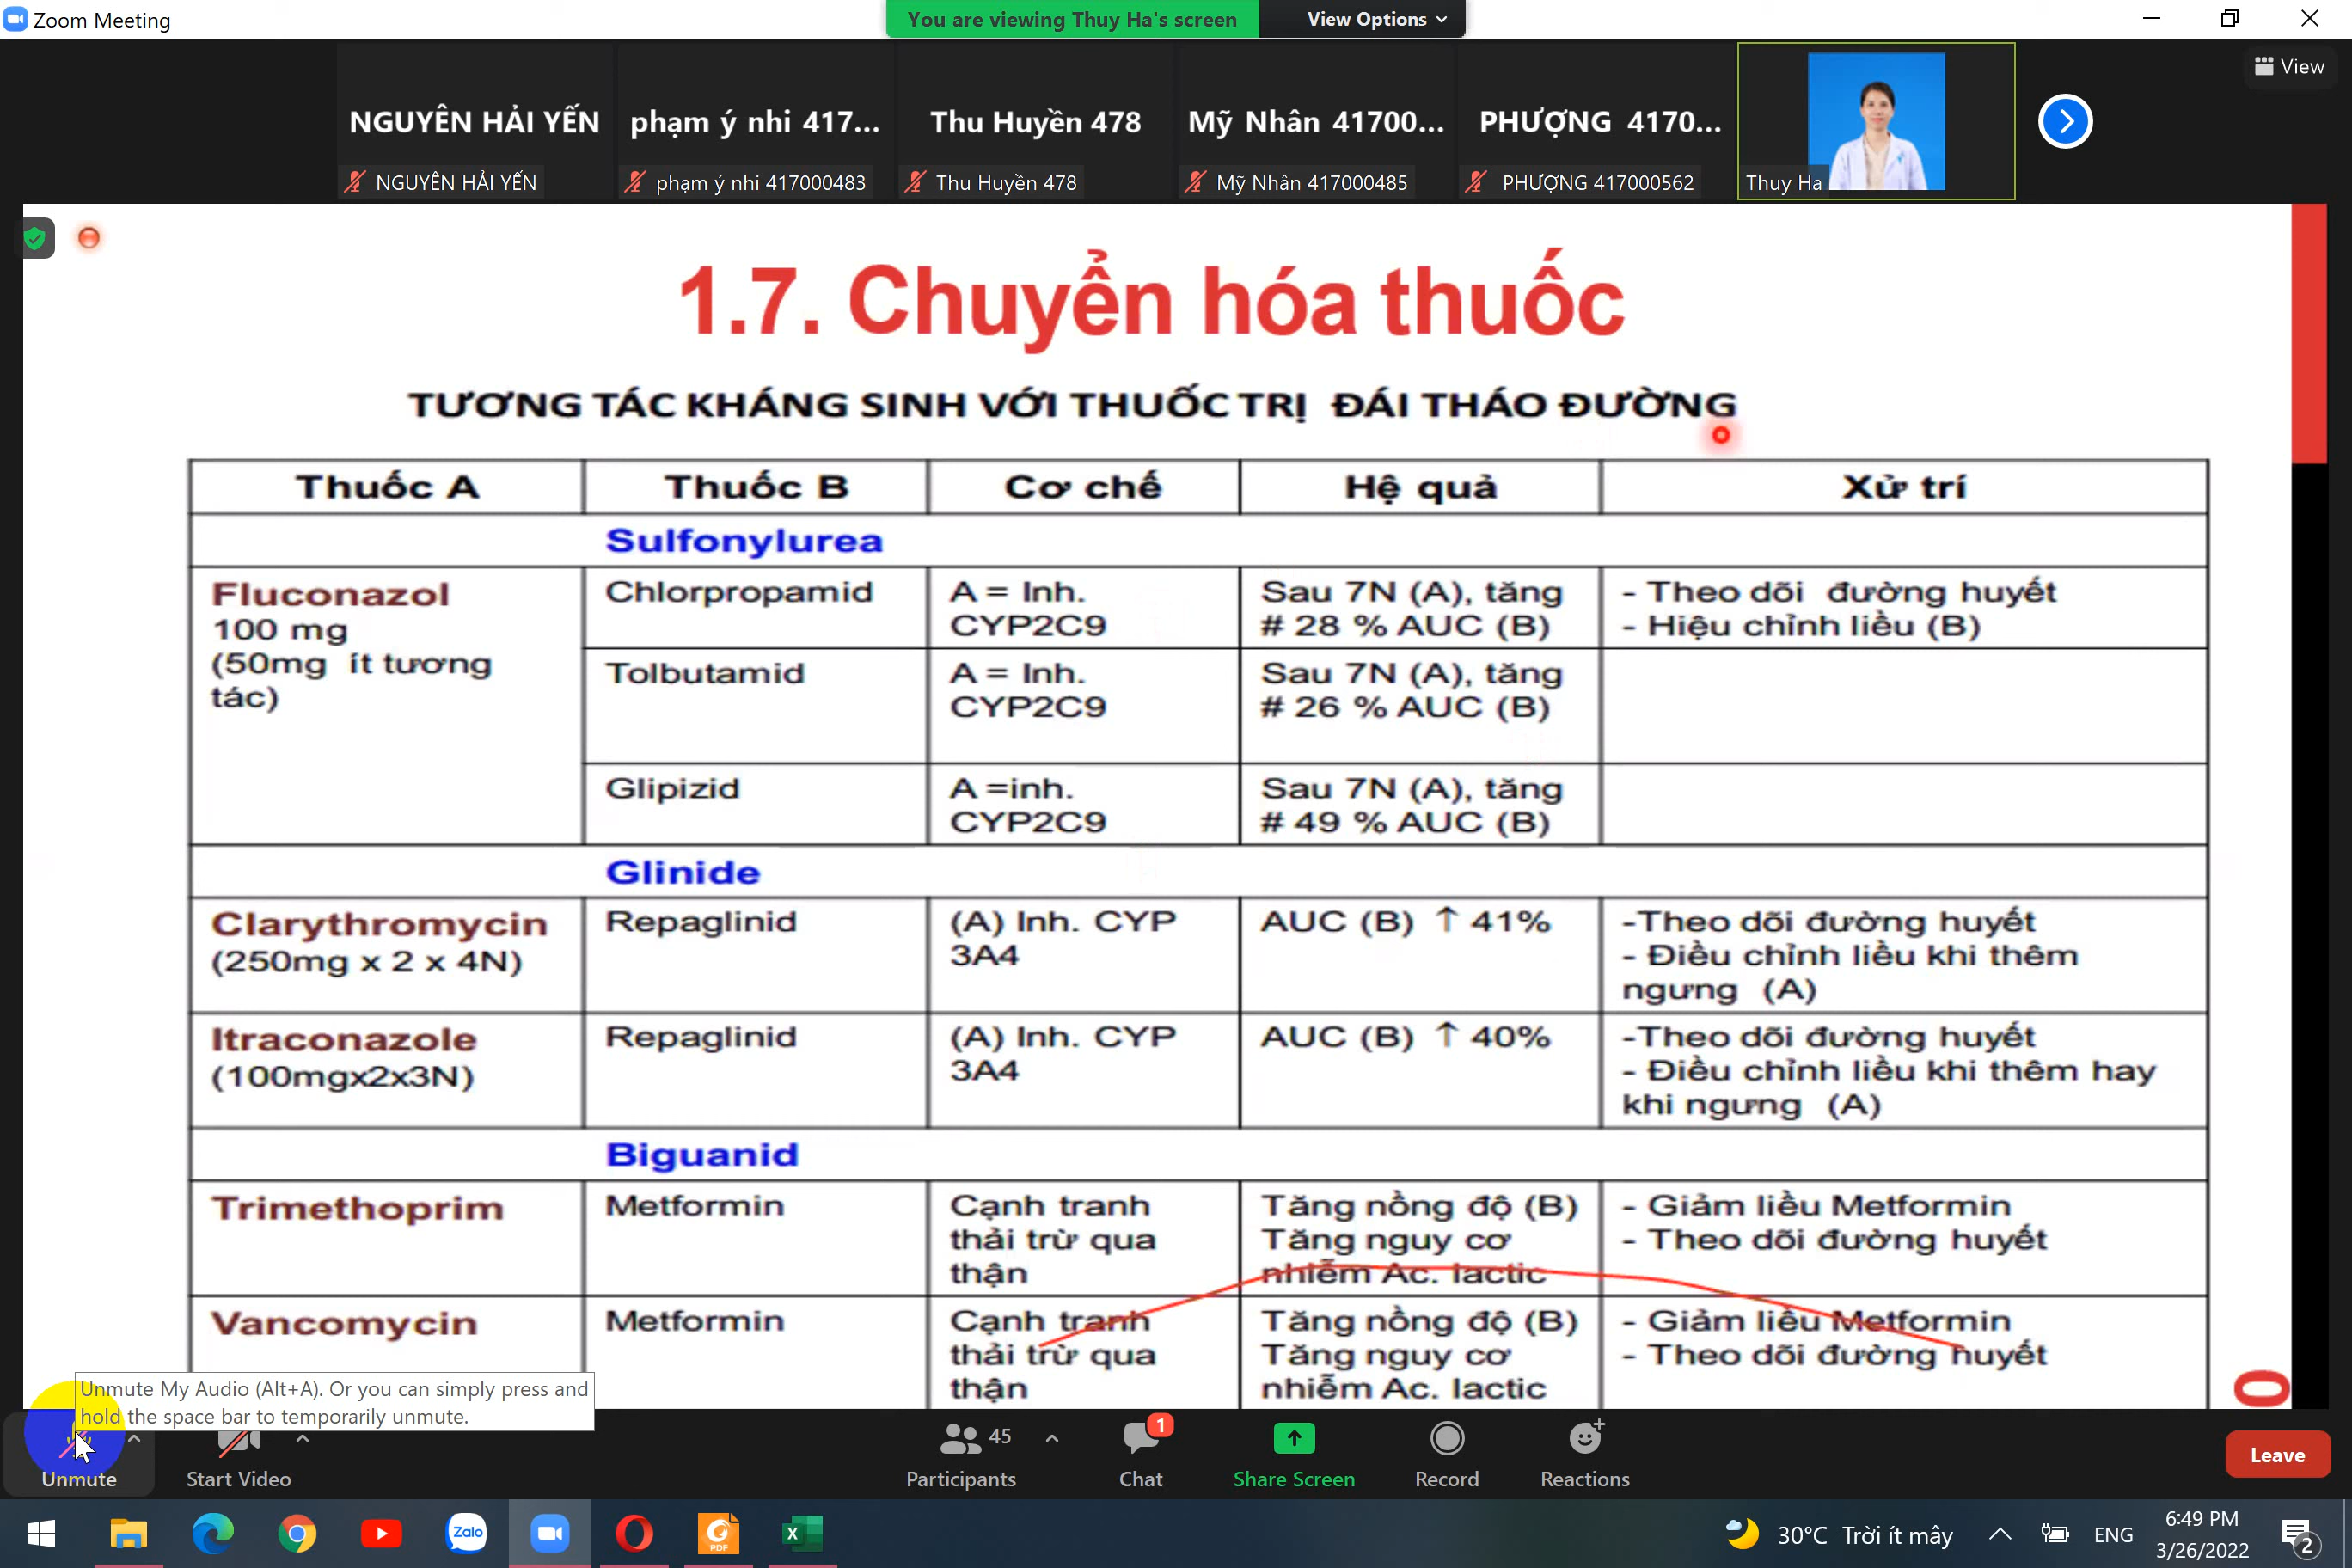 Zoom Meeting
You are viewing Thuy Ha's screen
View Options
View
NGUYÊN HẢI YẾN
phạm ý nhi 417...
Thu Huyền 478
Mỹ Nhân 41700...
PHƯỢNG 4170...
NGUYÊN HẢI YẾN
phạm ý nhi 417000483
Thu Huyền 478
Mỹ Nhân 417000485
PHƯỢNG 417000562
Thuy Ha
1.7. Chuyển hóa thuốc
TƯƠNG TÁC KHÁNG SINH VỚI THUỐC TRỊ ĐÁI THÁO ĐƯỜNG
Thuốc A
Thuốc B
Cơ chế
Hệ quả
Xử trí
Sulfonylurea
Fluconazol
100 mg
(50mg ít tương
tác)
Chlorpropamid
A = Inh.
CYP2C9
Sau 7N (A), tăng
# 28 % AUC (B)
- Theo dõi đường huyết
- Hiệu chỉnh liều (B)
Tolbutamid
A = Inh.
CYP2C9
Sau 7N (A), tăng
# 26 % AUC (B)
Glipizid
A =inh.
CYP2C9
Sau 7N (A), tăng
# 49 % AUC (B)
Glinide
Clarythromycin
(250mg x 2 x 4N)
Repaglinid
(A) Inh. CYP
3A4
AUC (B) ↑ 41%
-Theo dõi đường huyết
- Điều chỉnh liều khi thêm
ngưng (A)
Itraconazole
(100mgx2x3N)
Repaglinid
(A) Inh. CYP
3A4
AUC (B) ↑ 40%
-Theo dõi đường huyết
- Điều chỉnh liều khi thêm hay
khi ngưng (A)
Biguanid
Trimethoprim
Metformin
Cạnh tranh
thải trừ qua
thận
Tăng nồng độ (B)
Tăng nguy cơ
nhiễm Ac. lactic
- Giảm liều Metformin
- Theo dõi đường huyết
Vancomycin
Metformin
Cạnh tranh
thải trừ qua
thận
Tăng nồng độ (B)
Tăng nguy cơ
nhiễm Ac. lactic
- Giảm liều Metformin
- Theo dõi đường huyết
0
Unmute My Audio (Alt+A). Or you can simply press and
hold the space bar to temporarily unmute.
Unmute
Start Video
45
Participants
1
Chat
Share Screen
Record
Reactions
Leave
Zalo
PDF
X
30°C Trời ít mây
ENG
6:49 PM
3/26/2022
2